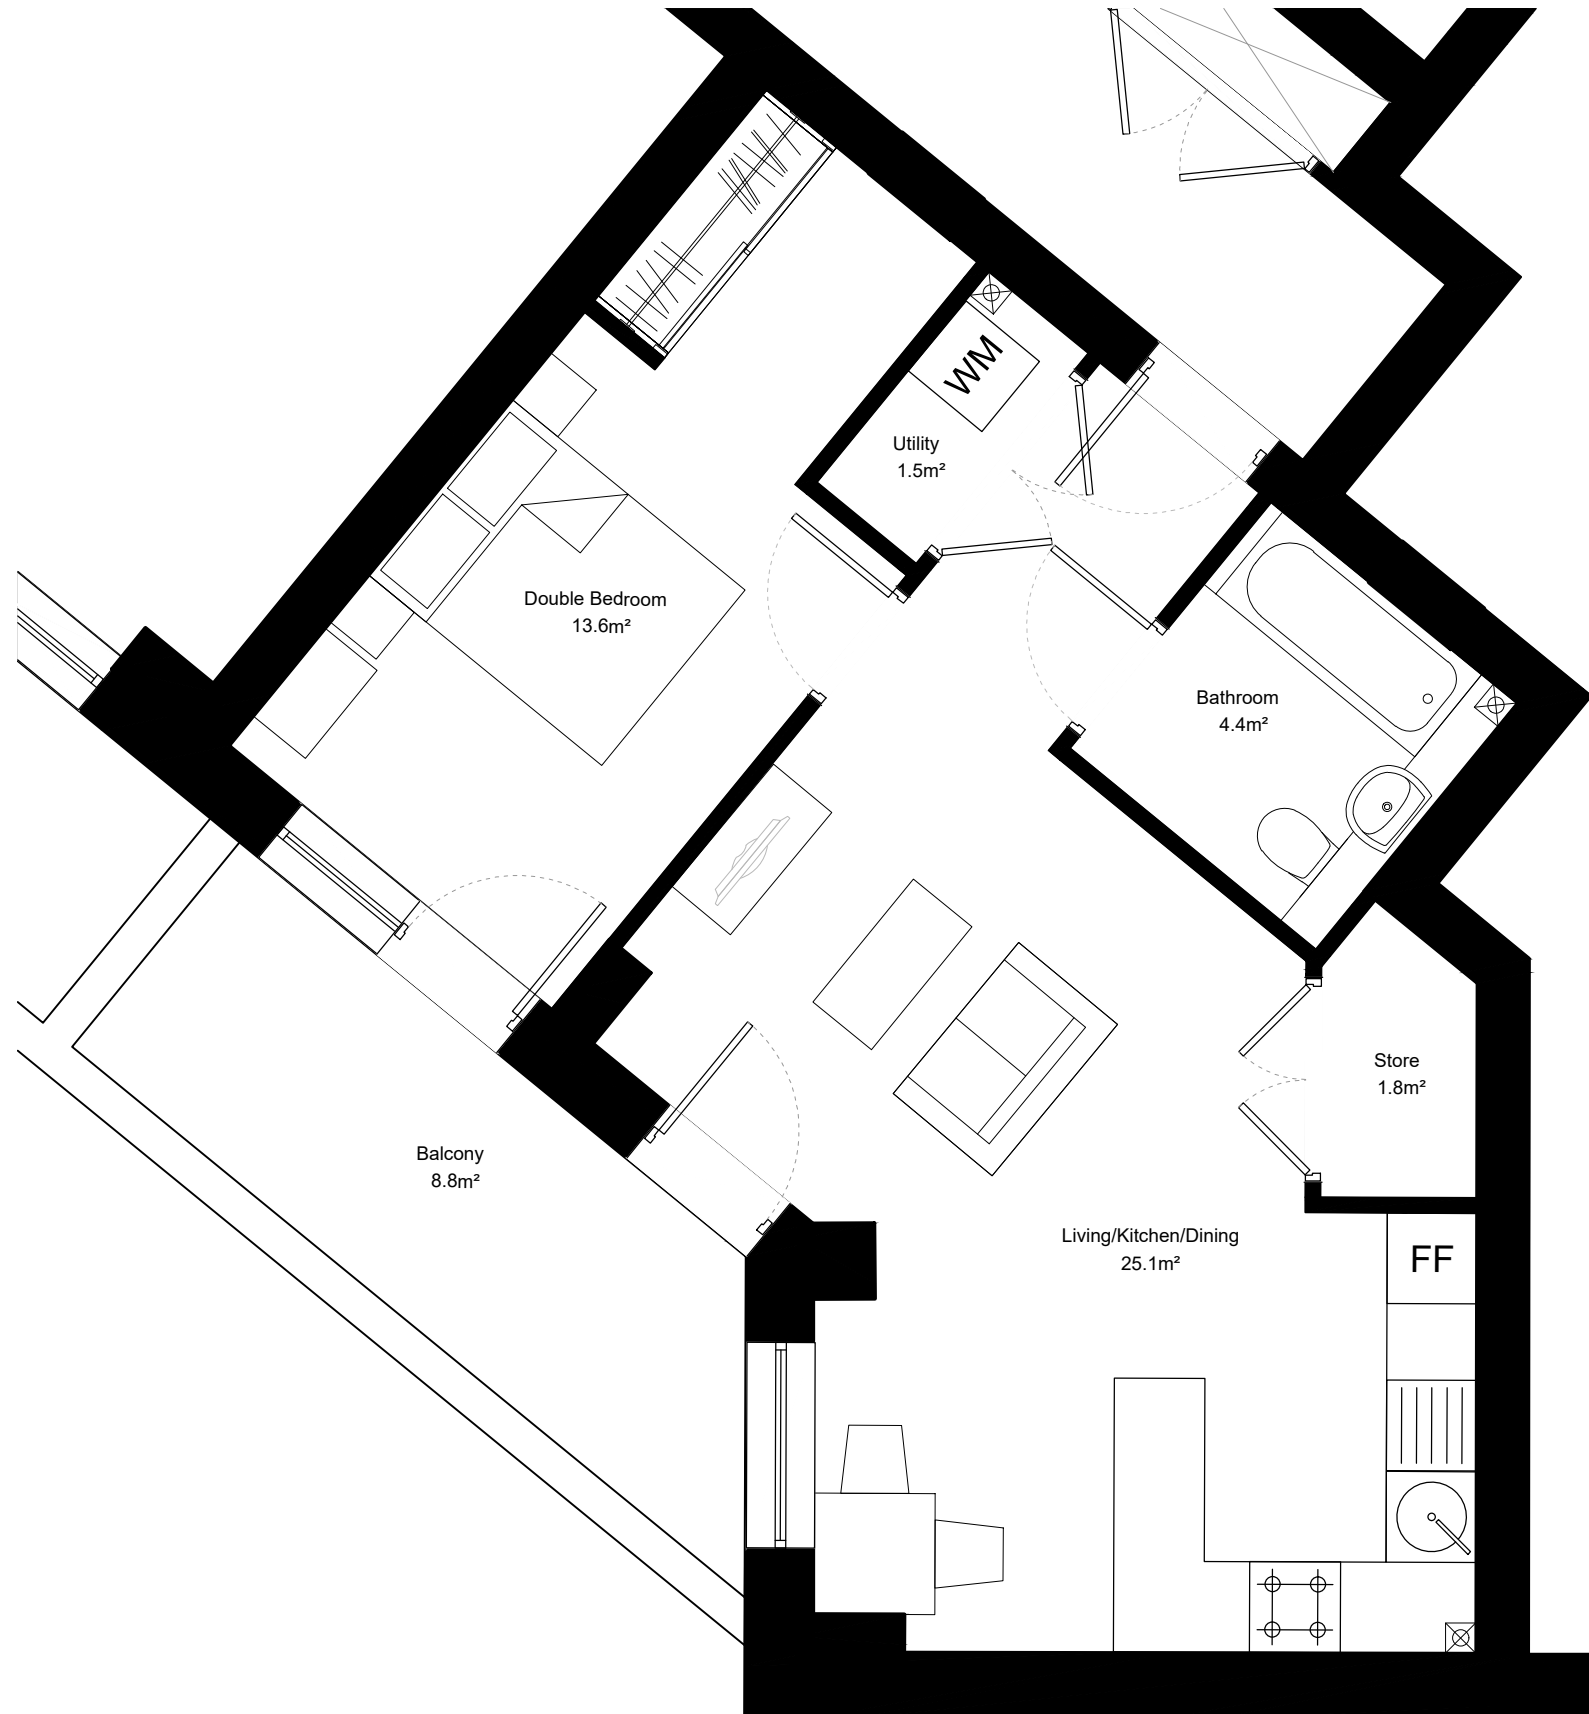 WM
Utility
1.5m²
Double Bedroom
13.6m²
Bathroom
4.4m²
Store
1.8m²
Balcony
8.8m²
Living/Kitchen/Dining
25.1m²
FF